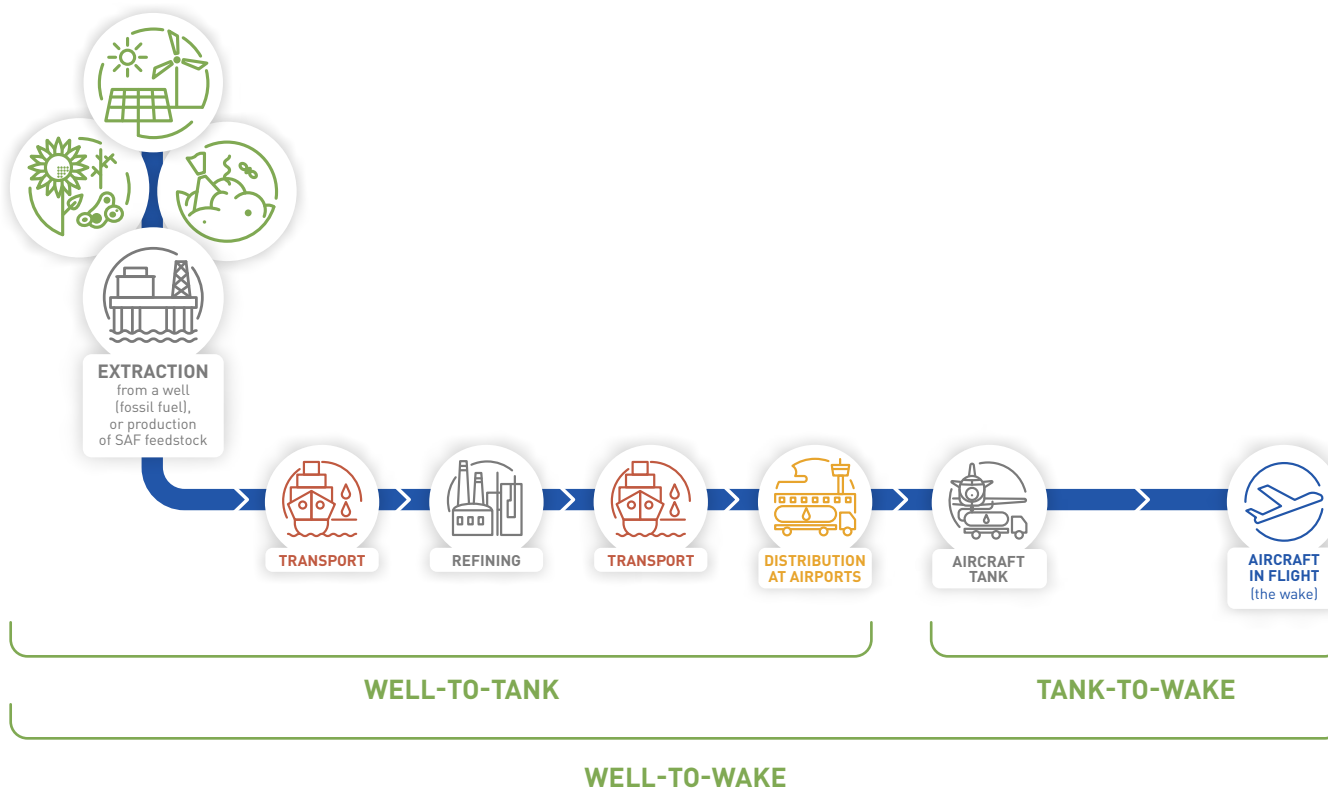 EXTRACTION
from a well
(fossil fuel),
or production
of SAF feedstock
TRANSPORT
REFINING
TRANSPORT
DISTRIBUTION
AT AIRPORTS
AIRCRAFT
TANK
AIRCRAFT
IN FLIGHT
(the wake)
WELL-TO-TANK
TANK-TO-WAKE
WELL-TO-WAKE